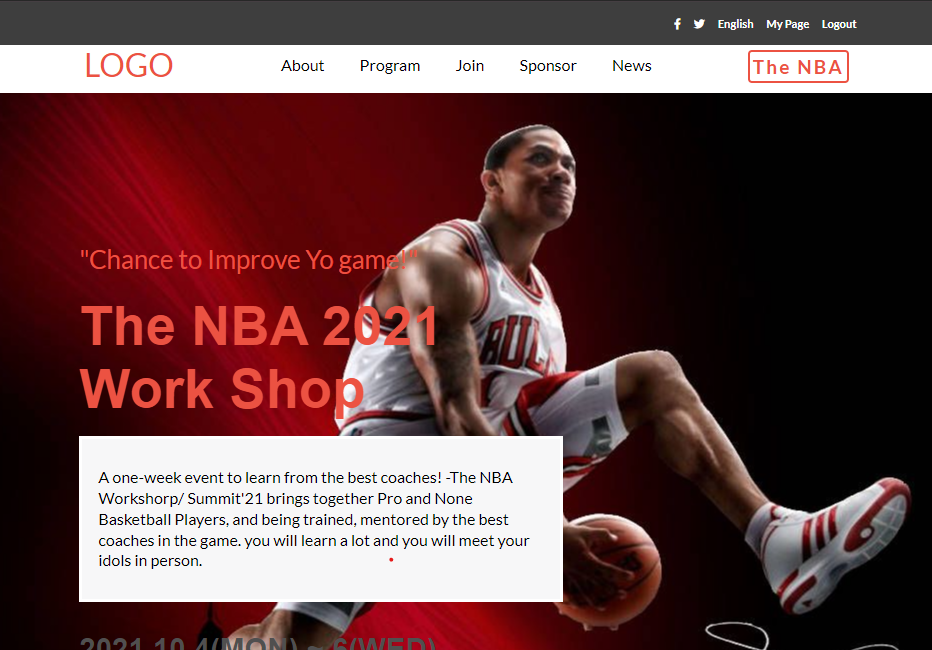 English My Page Logout
LOGO About Program Join Sponsor News The NBA
"Chance to Improve Yo game!"
The NBA 2021
Work Shop
BULL
A one-week event to learn from the best coaches! -The NBA
Workshorp/ Summit'21 brings together Pro and None
Basketball Players, and being trained, mentored by the best
coaches in the game. you will learn a lot and you will meet your
idols in person.
2021.10.4(MON) ~ 6(WED)